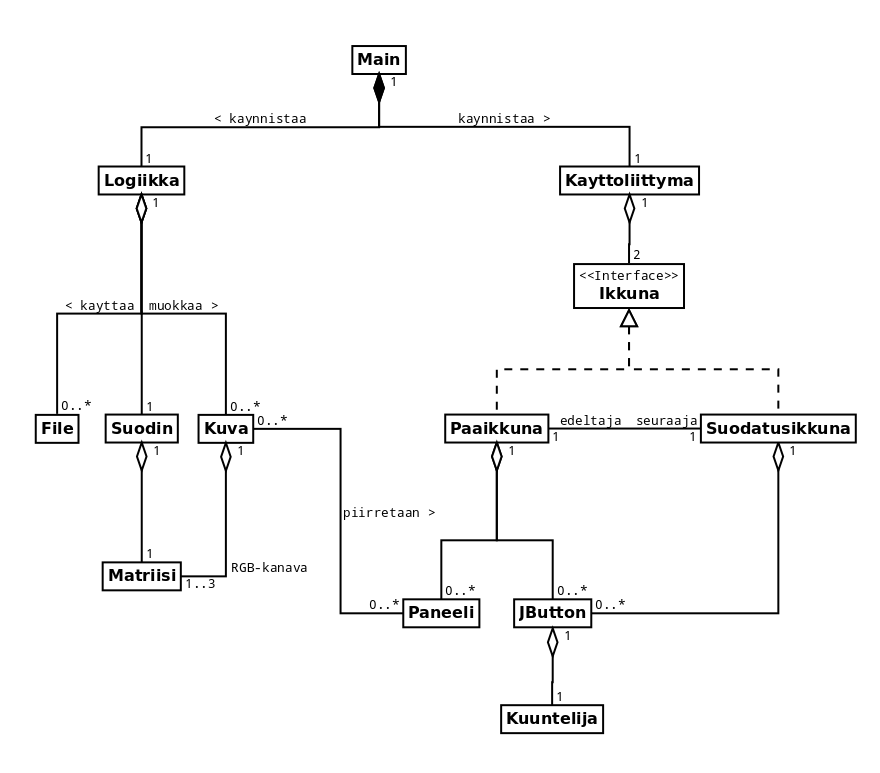 Main
1
< kaynnistaa
kaynnistaa >
1
1
Logiikka
Kayttoliittyma
1
1
2
<<Interface>>
Ikkuna
< kayttaa
muokkaa >
0..*
1
0..*
File
Suodin
Kuva
0..*
Paaikkuna
edeltaja
seuraaja
Suodatusikkuna
1
1
1
1
1
1
piirretaan >
1
Matriisi
1..3
RGB-kanava
0..*
0..*
0..*
0..*
Paneeli
JButton
1
1
Kuuntelija